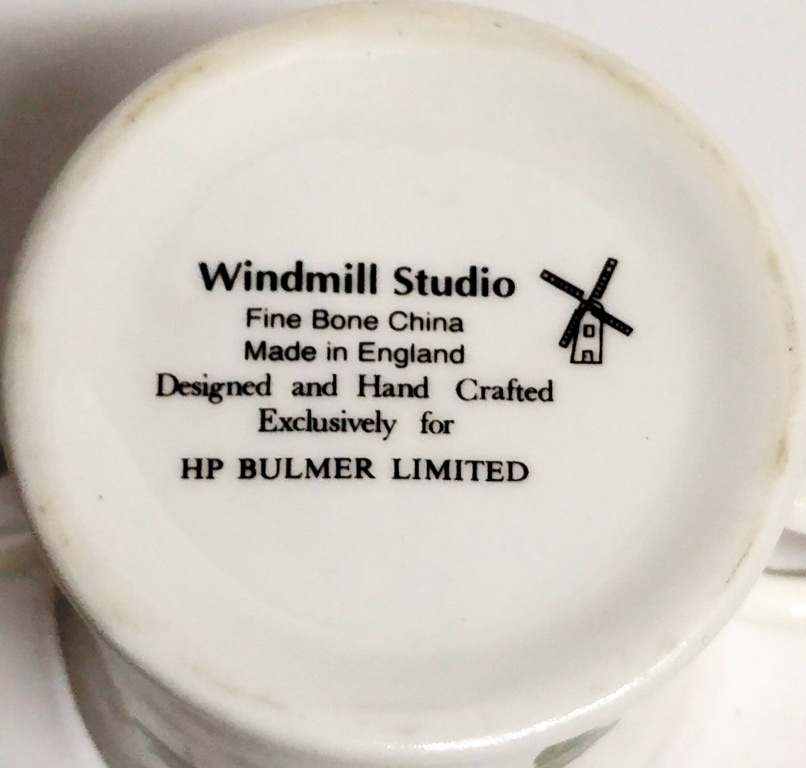 Windmill Studio
Fine Bone China
Made in England
Designed and Hand Crafted
Exclusively for
HP BULMER LIMITED